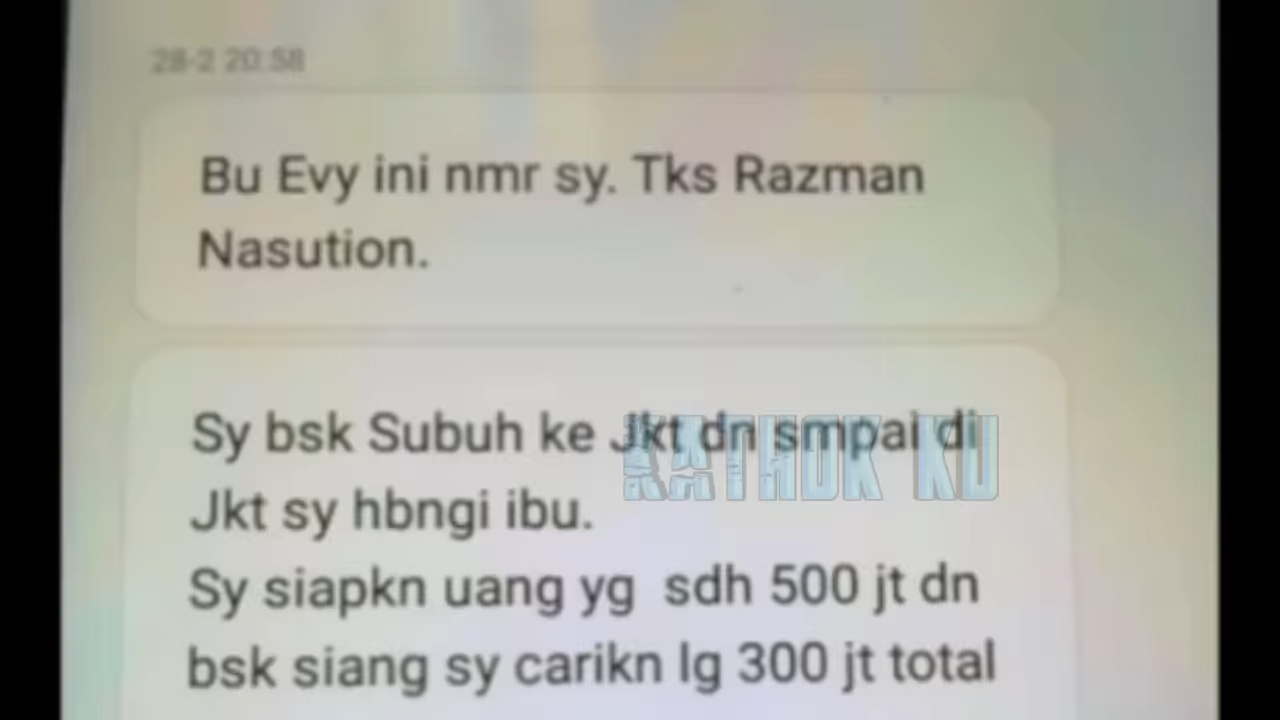 28-2 20:58
Bu Evy ini nmr sy. Tks Razman
Nasution.
Sy bsk Subuh ke Jkt dn smpai di
KATHOK KU
Jkt sy hbngi ibu.
Sy siapkn uang yg sdh 500 jt dn
bsk siang sy carikn lg 300 jt total